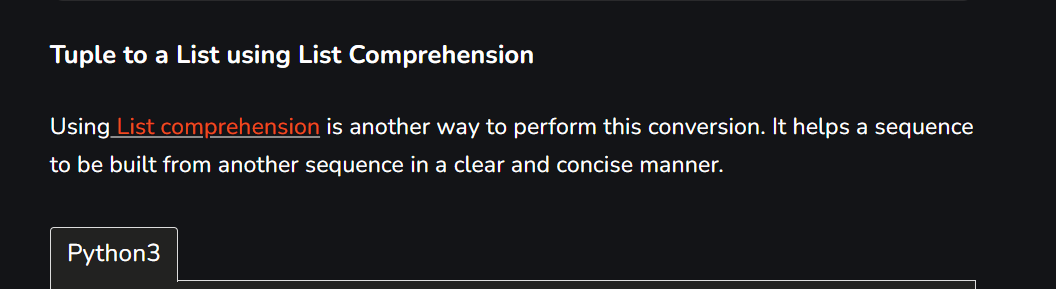 Tuple to a List using List Comprehension
Using List comprehension is another way to perform this conversion. It helps a sequence
to be built from another sequence in a clear and concise manner.
Python3